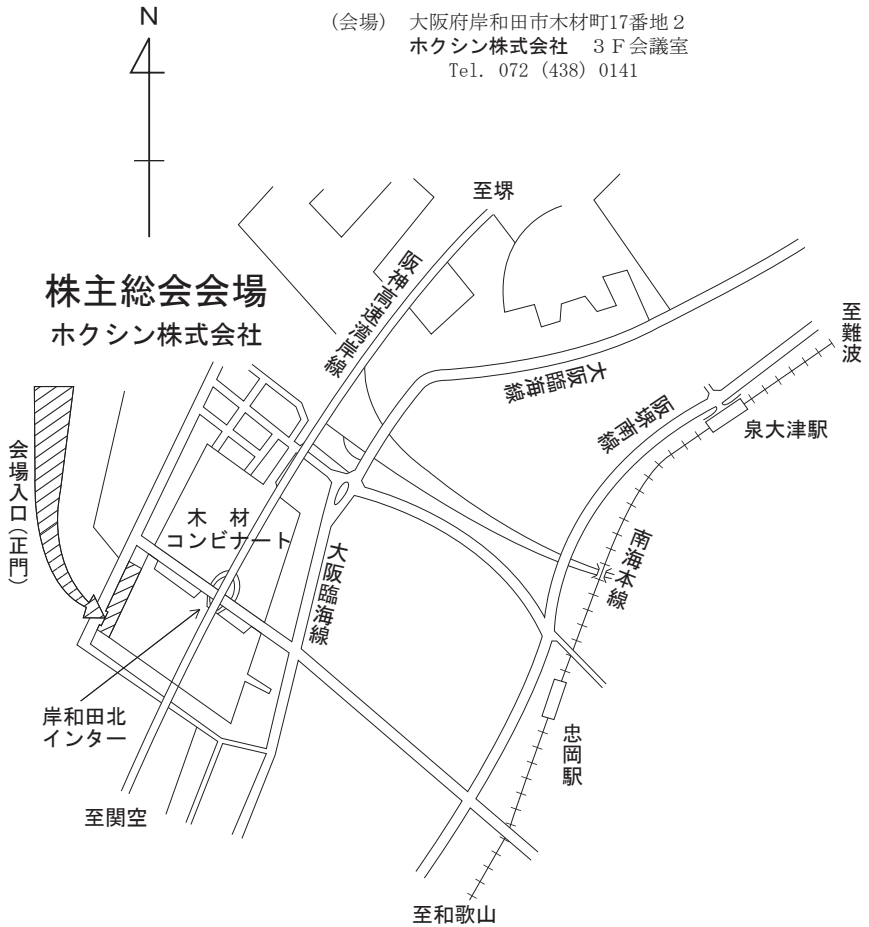 N
(会場) 大阪府岸和田市木材町17番地2
ホクシン株式会社 3F会議室
Tel. 072 (438) 0141
至堺
株主総会会場
ホクシン株式会社
阪神高速湾岸線
至難波
大阪臨海線
阪堺南線
泉大津駅
会場入口(正門)
木材
コンビナート
大阪臨海線
南海本線
岸和田北
インター
忠岡駅
至関空
至和歌山